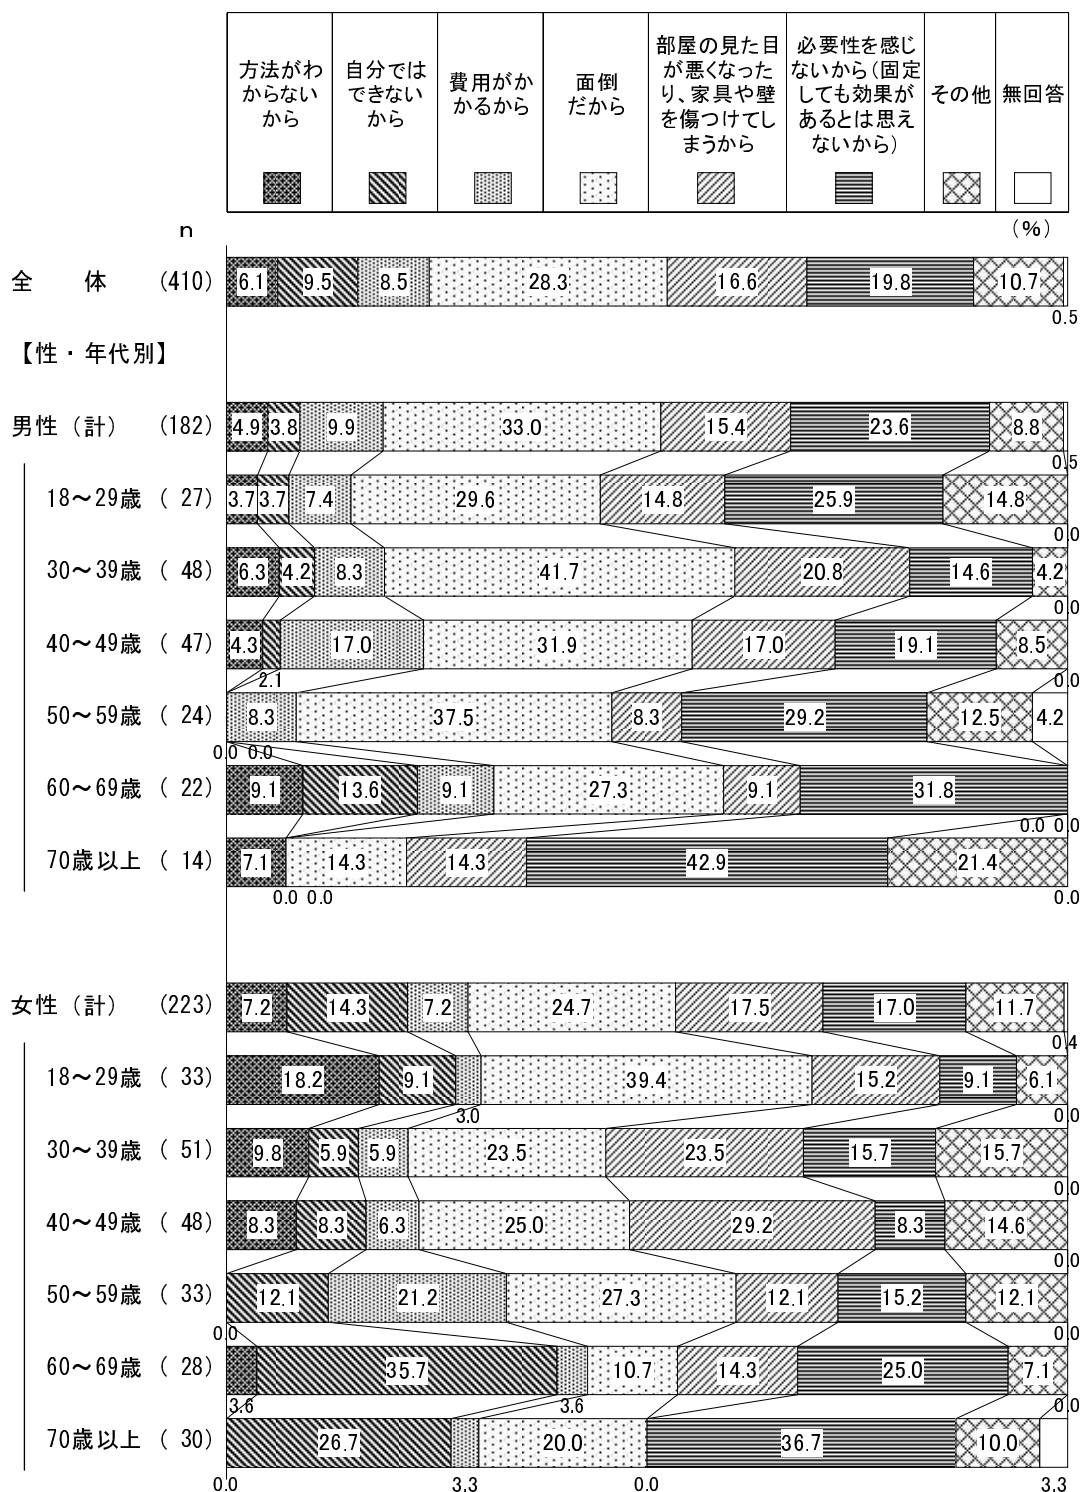 方法がわ
からない
から
自分では
できない
から
費用がか
かるから
面倒
だから
部屋の見た目
が悪くなった
り、家具や壁
を傷つけてし
まうから
必要性を感じ
ないから（固定
しても効果が
あるとは思え
ないから）
その他
無回答
n
(%)
全　体 (410) 6.1 9.5 8.5 28.3 16.6 19.8 10.7
0.5
【性・年代別】
男性（計） (182) 4.9 3.8 9.9 33.0 15.4 23.6 8.8
0.5
18～29歳 ( 27) 3.7 3.7 7.4 29.6 14.8 25.9 14.8
0.0
30～39歳 ( 48) 6.3 4.2 8.3 41.7 20.8 14.6 4.2
0.0
40～49歳 ( 47) 4.3 17.0 31.9 17.0 19.1 8.5
2.1 0.0
50～59歳 ( 24) 8.3 37.5 8.3 29.2 12.5 4.2
0.0 0.0
60～69歳 ( 22) 9.1 13.6 9.1 27.3 9.1 31.8
0.0 0.0
70歳以上 ( 14) 7.1 14.3 14.3 42.9 21.4
0.0 0.0 0.0
女性（計） (223) 7.2 14.3 7.2 24.7 17.5 17.0 11.7
0.4
18～29歳 ( 33) 18.2 9.1 39.4 15.2 9.1 6.1
3.0 0.0
30～39歳 ( 51) 9.8 5.9 5.9 23.5 23.5 15.7 15.7
0.0
40～49歳 ( 48) 8.3 8.3 6.3 25.0 29.2 8.3 14.6
0.0
50～59歳 ( 33) 12.1 21.2 27.3 12.1 15.2 12.1
0.0 0.0
60～69歳 ( 28) 35.7 10.7 14.3 25.0 7.1
3.6 3.6 0.0
70歳以上 ( 30) 26.7 20.0 36.7 10.0
0.0 3.3 0.0 3.3